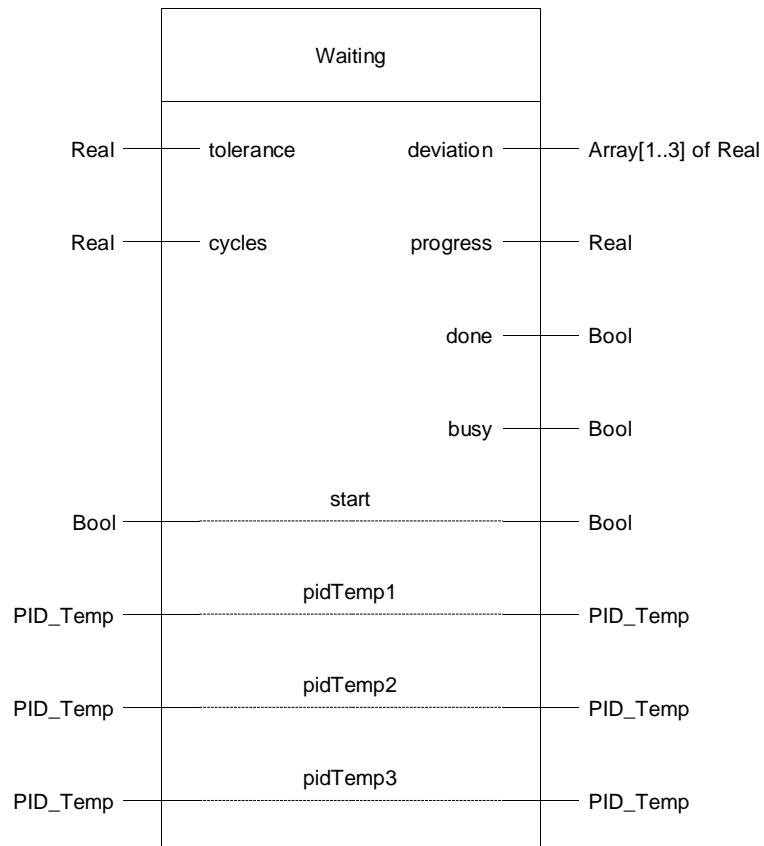 Waiting
Real tolerance deviation Array[1..3] of Real
Real cycles progress Real
done Bool
busy Bool
start
Bool Bool
pidTemp1
PID_Temp PID_Temp
pidTemp2
PID_Temp PID_Temp
pidTemp3
PID_Temp PID_Temp